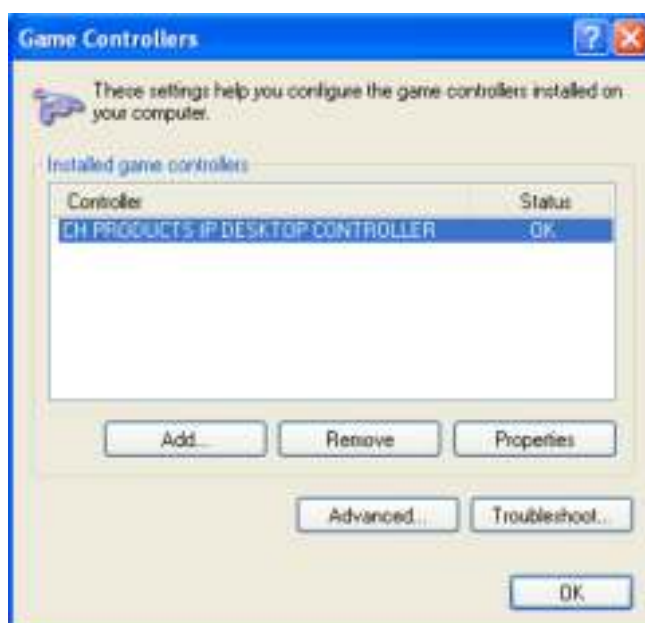 Game Controllers
These settings help you configure the game controllers installed on
your computer.
Installed game controllers
Controller Status
CH PRODUCTS IP DESKTOP CONTROLLER OK
Add... Remove Properties
Advanced... Troubleshoot...
OK